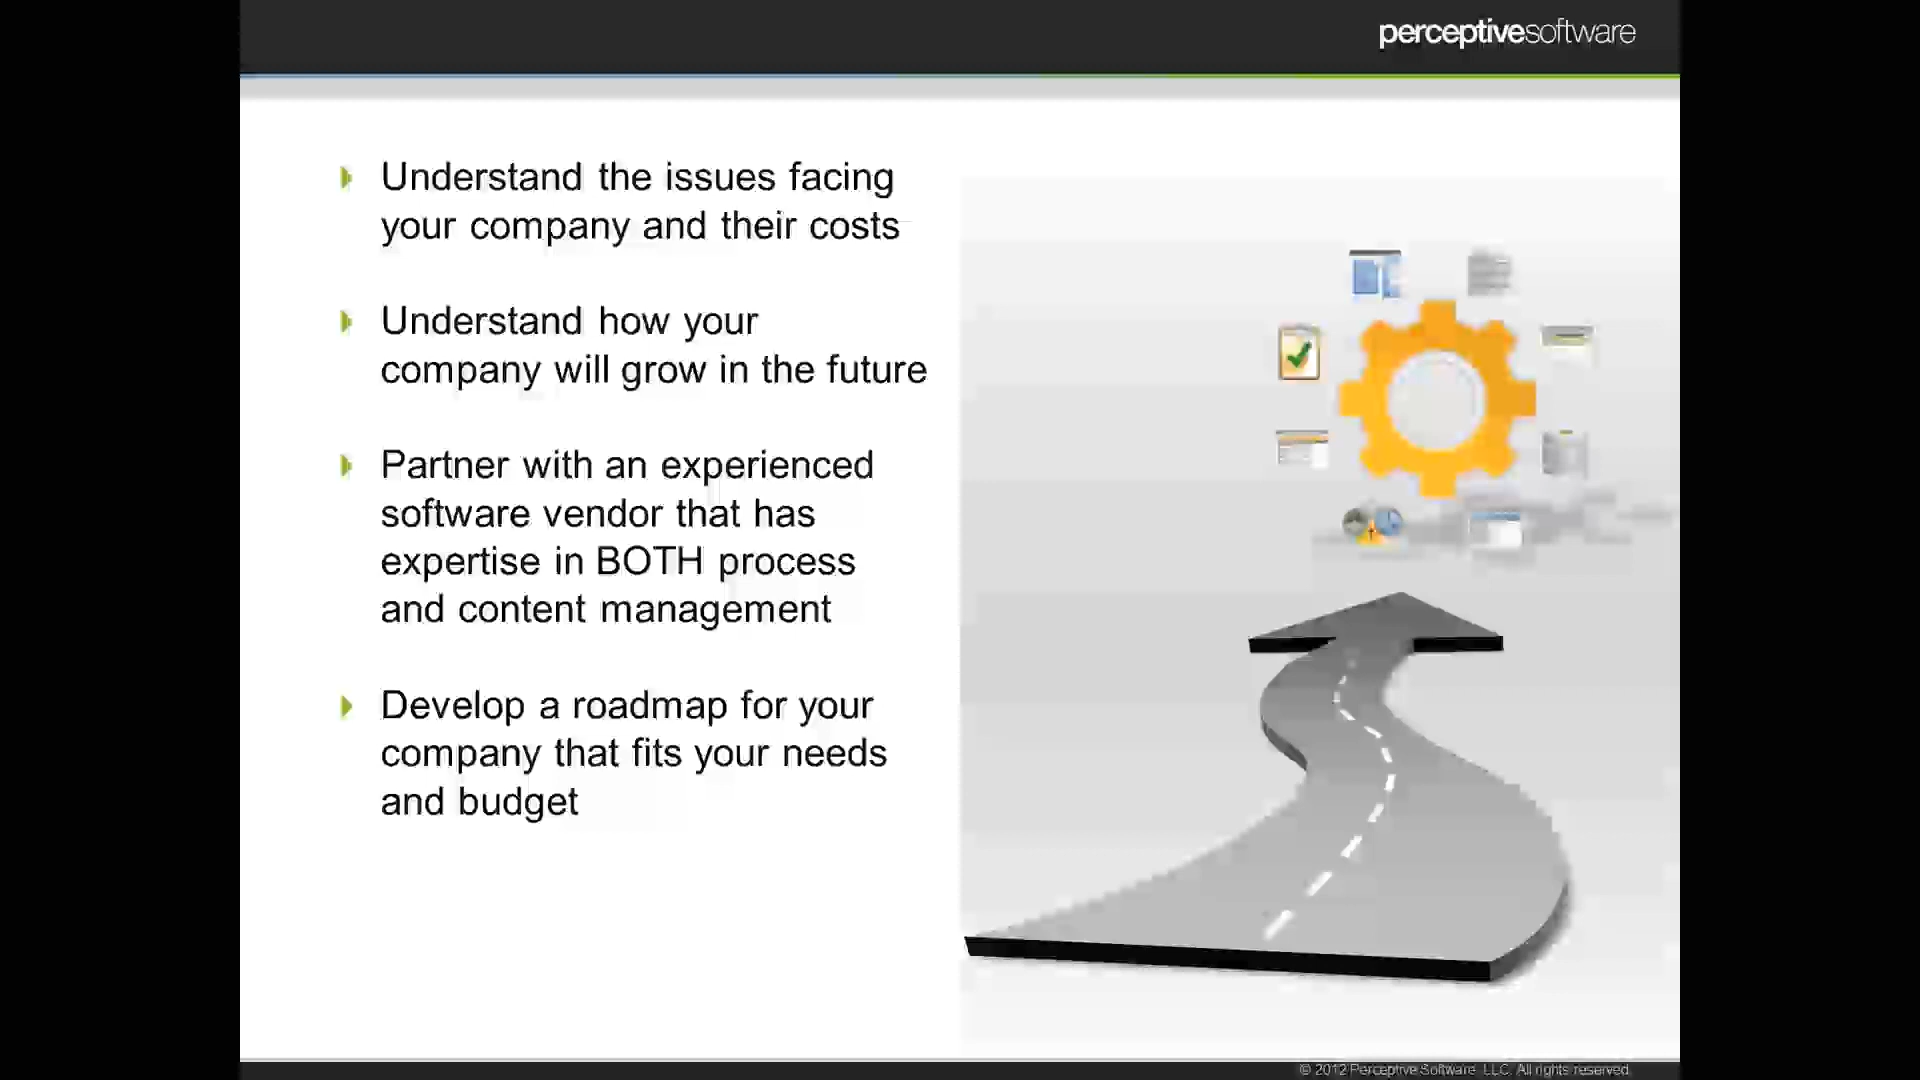 perceptivesoftware
Understand the issues facing
your company and their costs
Understand how your
company will grow in the future
Partner with an experienced
software vendor that has
expertise in BOTH process
and content management
Develop a roadmap for your
company that fits your needs
and budget
© 2012 Perceptive Software, LLC. All rights reserved.